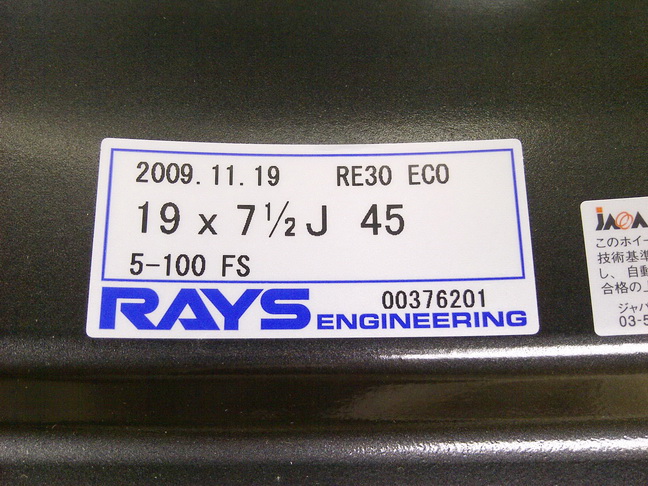 2009.11.19 RE30 ECO
19 x 7½J 45
5-100 FS
00376201
RAYS ENGINEERING
JAWA
このホイー
技術基準
し、自動
合格の上
ジャパ
03-5